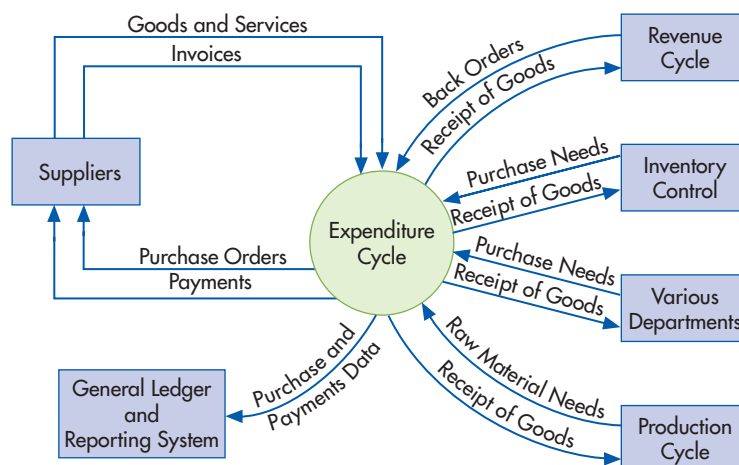 Goods and Services
Invoices
Suppliers
Purchase Orders
Payments
Expenditure
Cycle
Back Orders
Receipt of Goods
Revenue
Cycle
Purchase Needs
Receipt of Goods
Inventory
Control
Purchase Needs
Receipt of Goods
Various
Departments
Raw Material Needs
Receipt of Goods
Production
Cycle
Purchase and
Payments Data
General Ledger
and
Reporting System